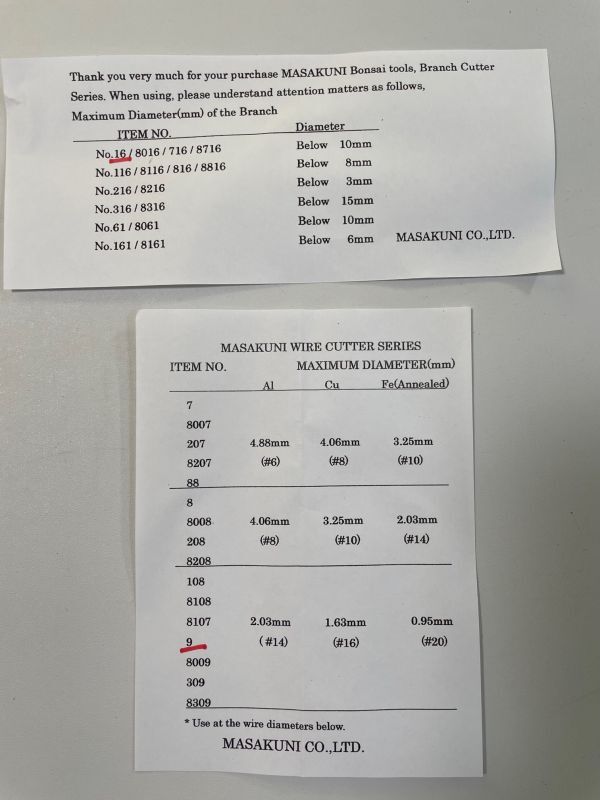 Thank you very much for your purchase MASAKUNI Bonsai tools, Branch Cutter
Series. When using, please understand attention matters as follows,
Maximum Diameter(mm) of the Branch
ITEM NO. Diameter
No.16 / 8016 / 716 / 8716 Below 10mm
No.116 / 8116 / 816 / 8816 Below 8mm
No.216 / 8216 Below 3mm
No.316 / 8316 Below 15mm
No.61 / 8061 Below 10mm
No.161 / 8161 Below 6mm MASAKUNI CO.,LTD.
MASAKUNI WIRE CUTTER SERIES
ITEM NO. MAXIMUM DIAMETER(mm)
Al Cu Fe(Annealed)
7
8007
207 4.88mm 4.06mm 3.25mm
8207 (#6) (#8) (#10)
88
8
8008 4.06mm 3.25mm 2.03mm
208 (#8) (#10) (#14)
8208
108
8108
8107 2.03mm 1.63mm 0.95mm
9 (#14) (#16) (#20)
8009
309
8309
* Use at the wire diameters below.
MASAKUNI CO.,LTD.